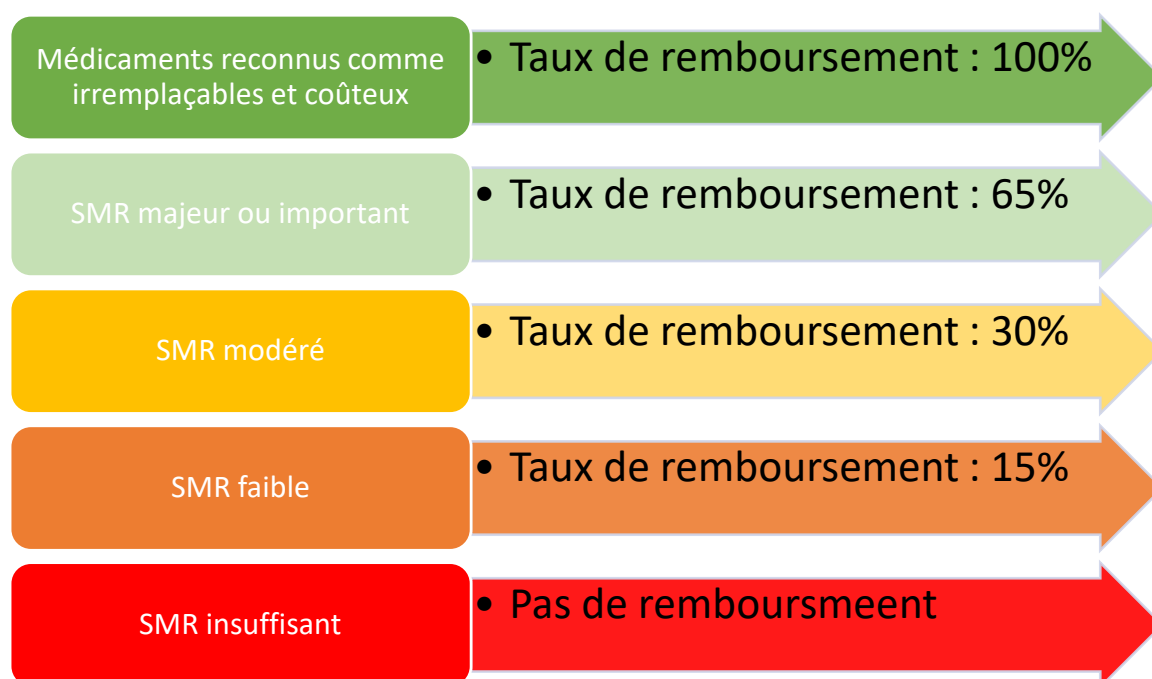 Médicaments reconnus comme
irremplaçables et coûteux
• Taux de remboursement : 100%
SMR majeur ou important
• Taux de remboursement : 65%
SMR modéré
• Taux de remboursement : 30%
SMR faible
• Taux de remboursement : 15%
SMR insuffisant
• Pas de remboursmeent